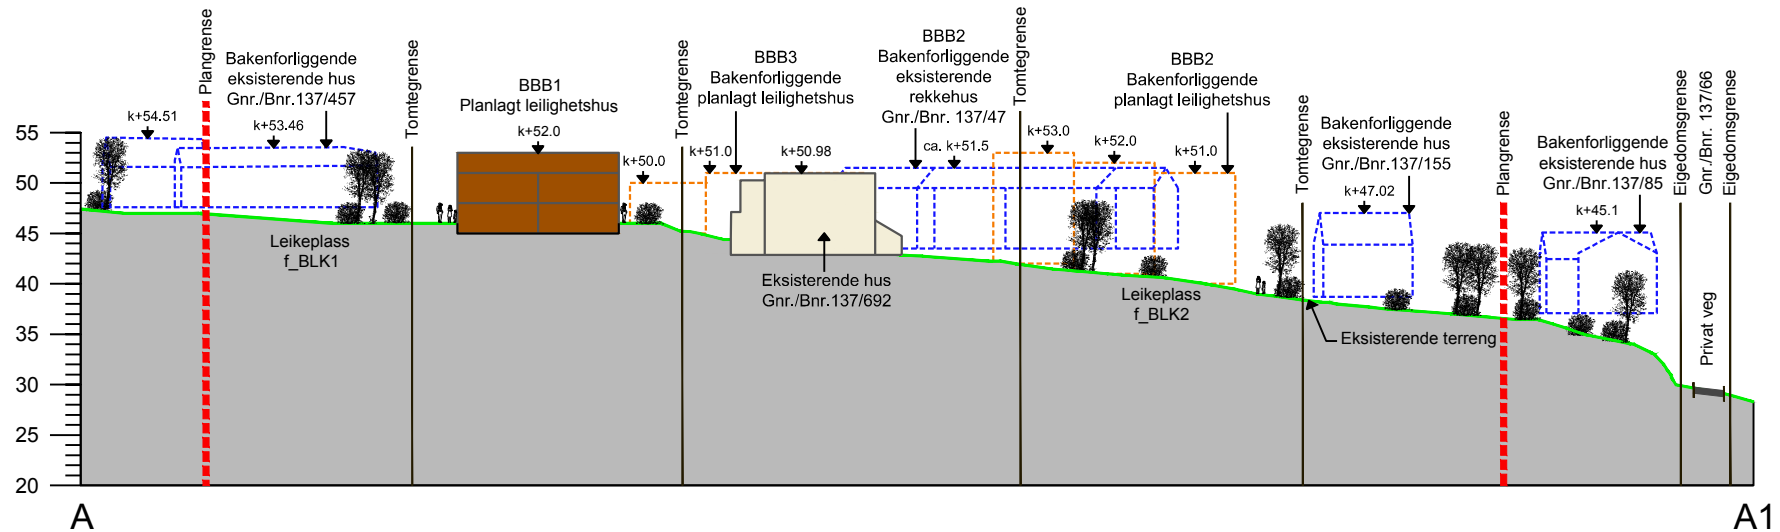 Plangrense
Bakenforliggende
eksisterende hus
Gnr./Bnr.137/457
k+54.51
k+53.46
Tomtegrense
BBB1
Planlagt leilighetshus
k+52.0
Tomtegrense
k+50.0
k+51.0
BBB3
Bakenforliggende
planlagt leilighetshus
k+50.98
BBB2
Bakenforliggende
eksisterende
rekkehus
Gnr./Bnr. 137/47
ca. k+51.5
Tomtegrense
k+53.0
k+52.0
BBB2
Bakenforliggende
planlagt leilighetshus
k+51.0
Tomtegrense
Bakenforliggende
eksisterende hus
Gnr./Bnr.137/155
k+47.02
Plangrense
Bakenforliggende
eksisterende hus
Gnr./Bnr.137/85
k+45.1
Eigedomsgrense
Gnr./Bnr. 137/66
Eigedomsgrense
Privat veg
Leikeplass
f_BLK1
Eksisterende hus
Gnr./Bnr.137/692
Leikeplass
f_BLK2
Eksisterende terreng
55
50
45
40
35
30
25
20
A
A1